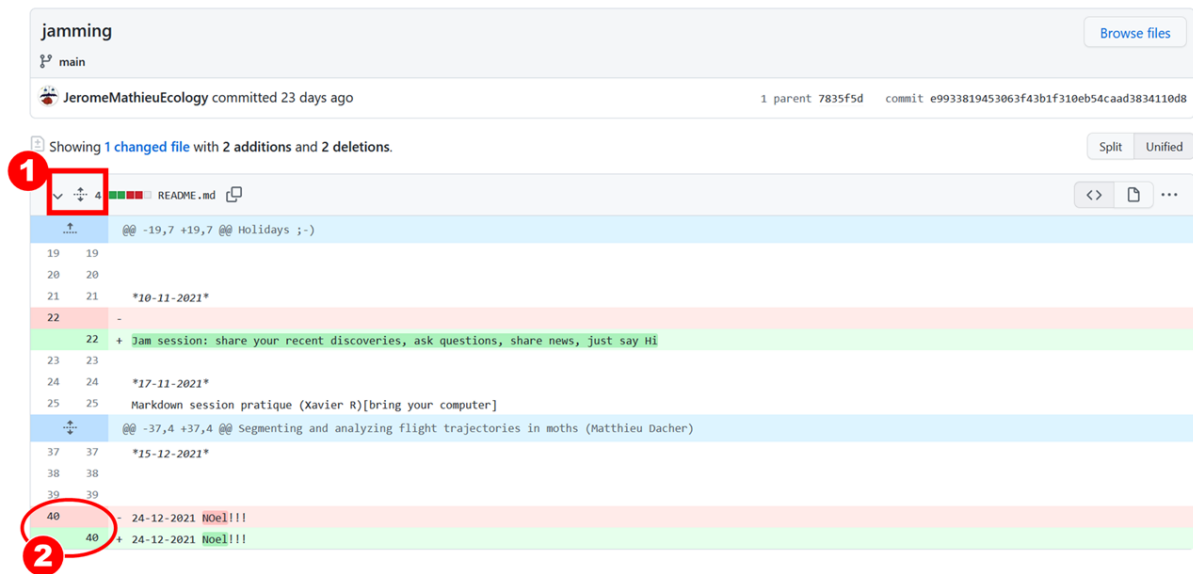 jamming
Browse files
main
JeromeMathieuEcology committed 23 days ago
1 parent 7835f5d commit e9933819453063f43b1f310eb54caad3834110d8
Showing 1 changed file with 2 additions and 2 deletions.
Split Unified
1
4 README.md
@@ -19,7 +19,7 @@ Holidays ;-)
19 19
20 20
21 21 *10-11-2021*
22 -
22 + Jam session: share your recent discoveries, ask questions, share news, just say Hi
23 23
24 24 *17-11-2021*
25 25 Markdown session pratique (Xavier R)[bring your computer]
@@ -37,4 +37,4 @@ Segmenting and analyzing flight trajectories in moths (Matthieu Dacher)
37 37 *15-12-2021*
38 38
39 39
40 - 24-12-2021 NOel!!!
40 + 24-12-2021 Noel!!!
2